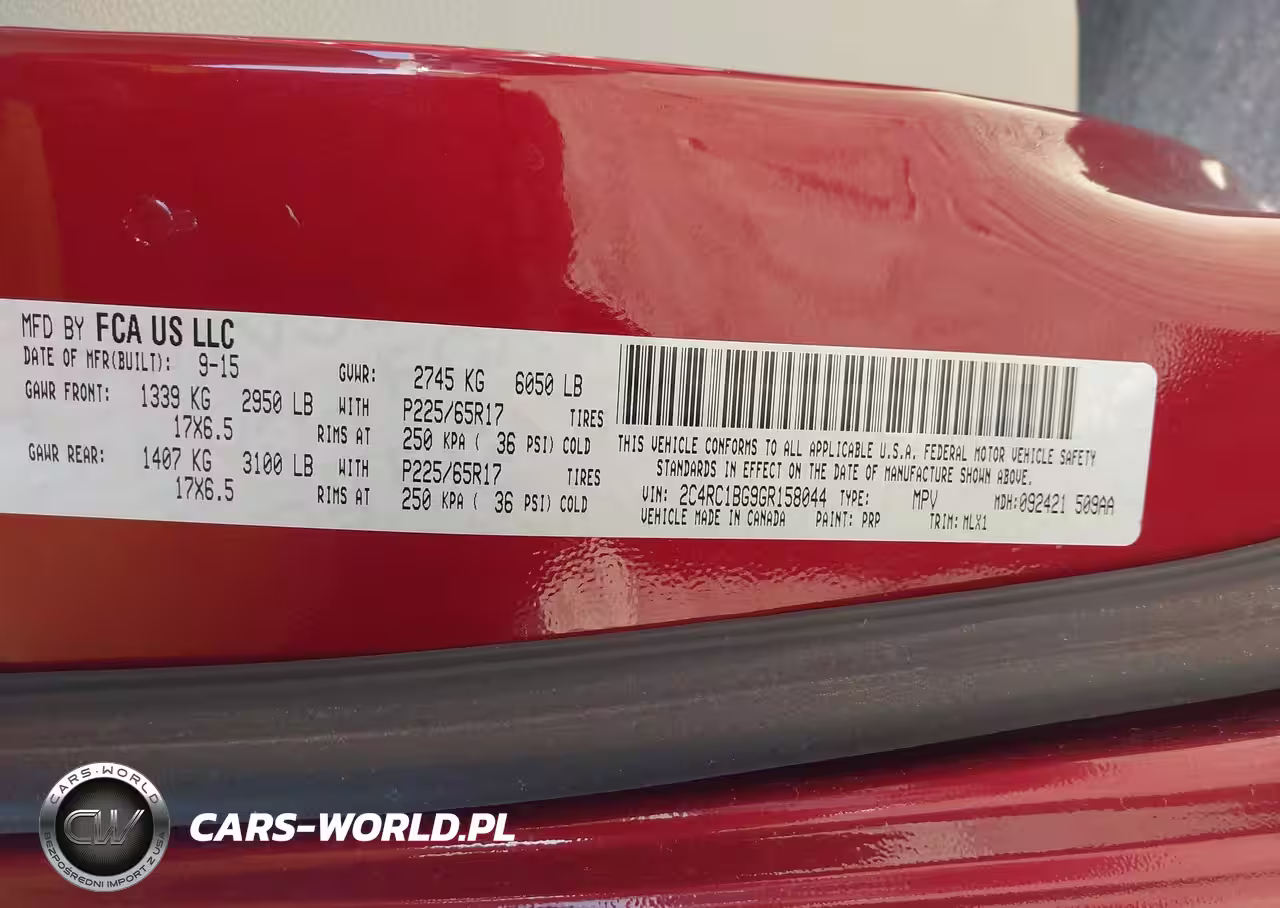 MFD BY FCA US LLC
DATE OF MFR(BUILT): 9-15 GVWR: 2745 KG 6050 LB
GAWR FRONT: 1339 KG 2950 LB WITH P225/65R17 TIRES
17X6.5 RIMS AT 250 KPA ( 36 PSI) COLD
GAWR REAR: 1407 KG 3100 LB WITH P225/65R17 TIRES
17X6.5 RIMS AT 250 KPA ( 36 PSI) COLD
THIS VEHICLE CONFORMS TO ALL APPLICABLE U.S.A. FEDERAL MOTOR VEHICLE SAFETY
STANDARDS IN EFFECT ON THE DATE OF MANUFACTURE SHOWN ABOVE.
VIN: 2C4RC1BG9GR158044 TYPE: MPV MDH:092421 509AA
VEHICLE MADE IN CANADA PAINT: PRP TRIM: MLX1
CARS-WORLD
CW
BEZPOŚREDNI IMPORT Z USA
CARS-WORLD.PL